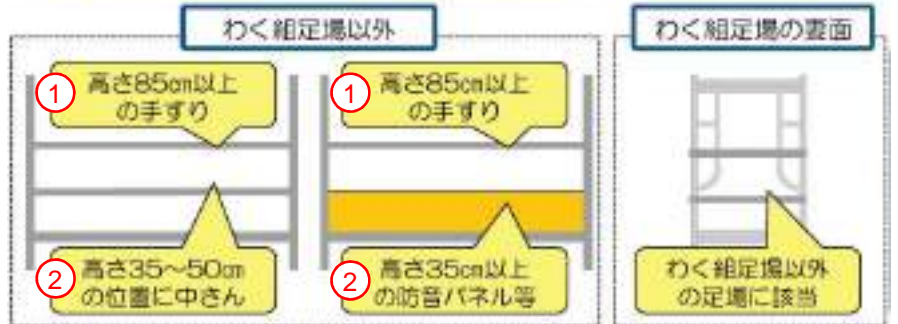 わく組足場以外
わく組足場の妻面
① 高さ85cm以上
の手すり
① 高さ85cm以上
の手すり
② 高さ35~50cm
の位置に中さん
② 高さ35cm以上
の防音パネル等
わく組足場以外
の足場に該当